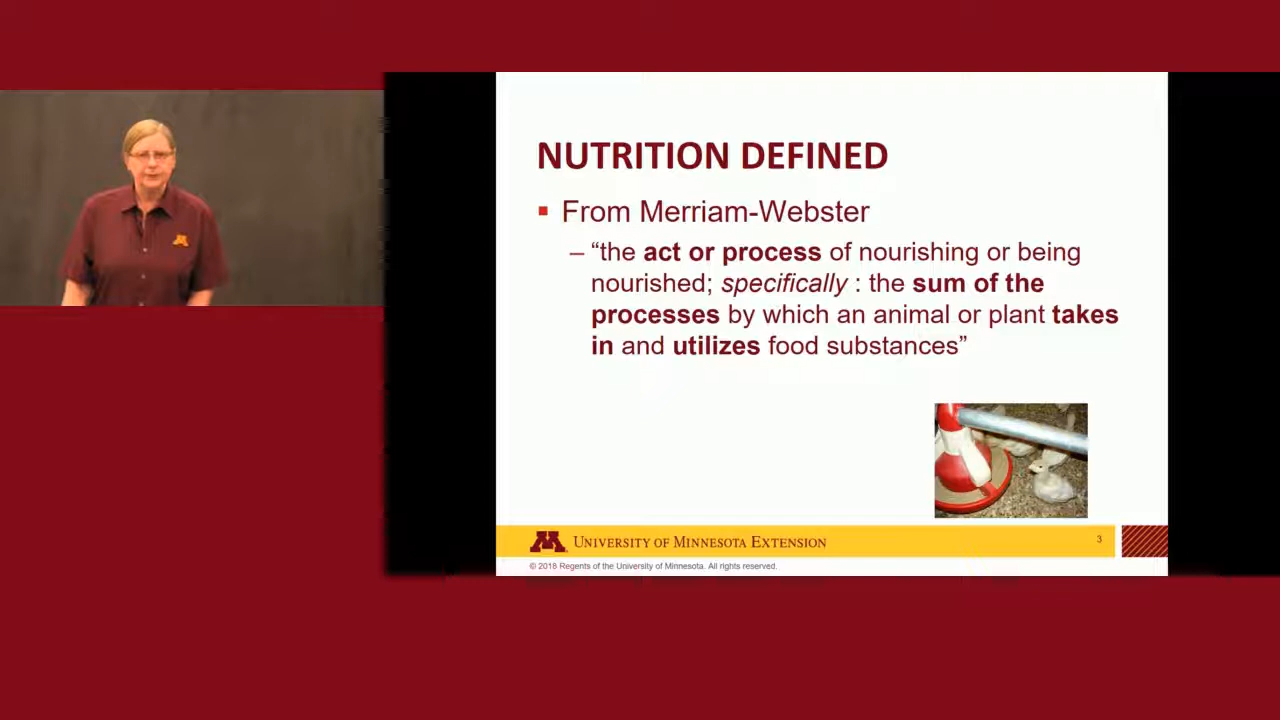 NUTRITION DEFINED
▪ From Merriam-Webster
– “the act or process of nourishing or being
nourished; specifically : the sum of the
processes by which an animal or plant takes
in and utilizes food substances”
UNIVERSITY OF MINNESOTA EXTENSION
3
© 2018 Regents of the University of Minnesota. All rights reserved.